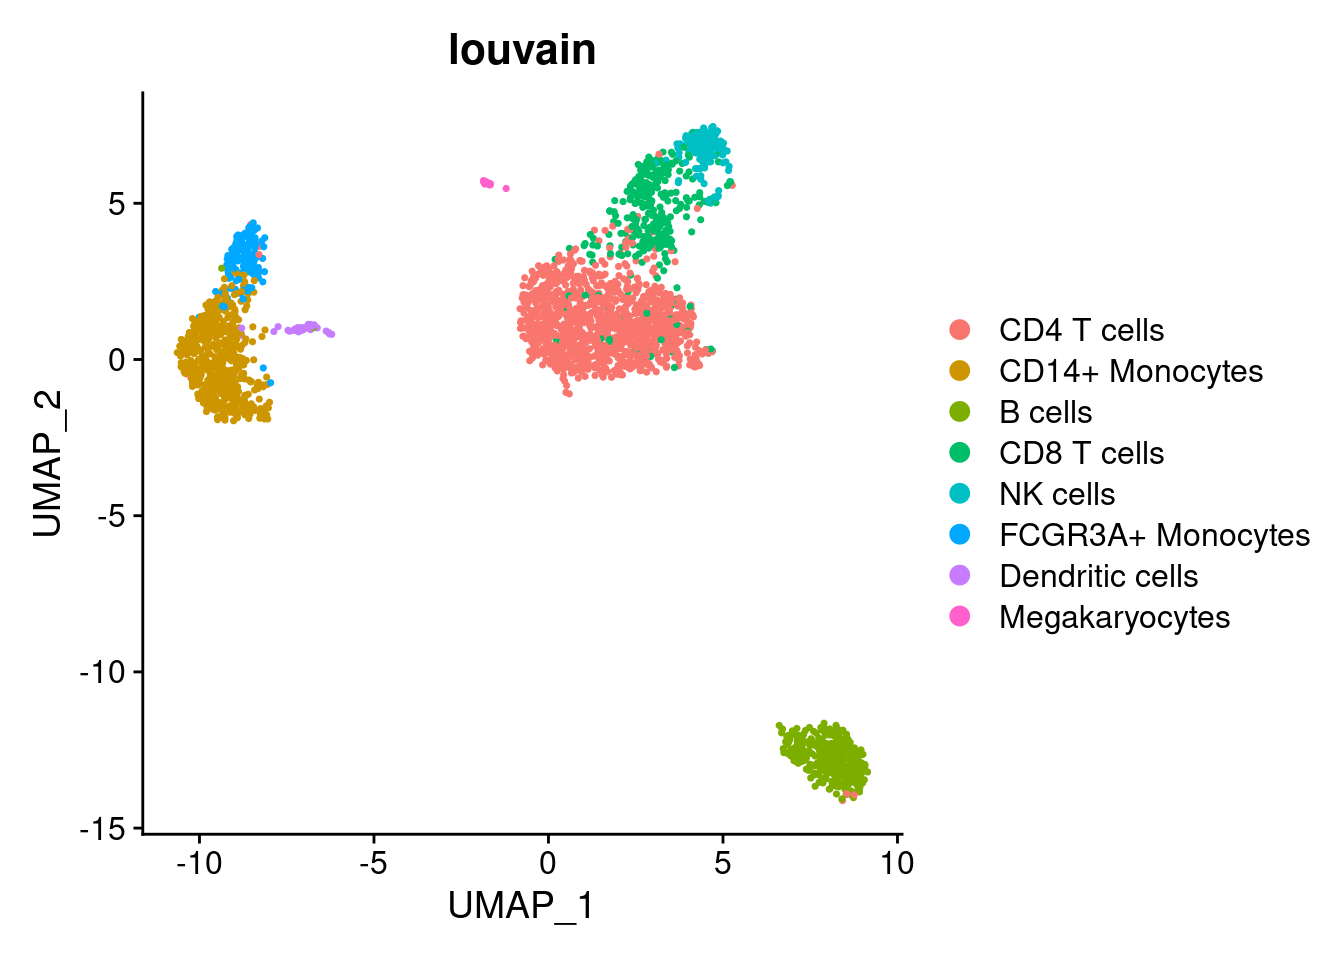 louvain
5
0
-5
-10
-15
-10
-5
0
5
10
UMAP_1
UMAP_2
CD4 T cells
CD14+ Monocytes
B cells
CD8 T cells
NK cells
FCGR3A+ Monocytes
Dendritic cells
Megakaryocytes